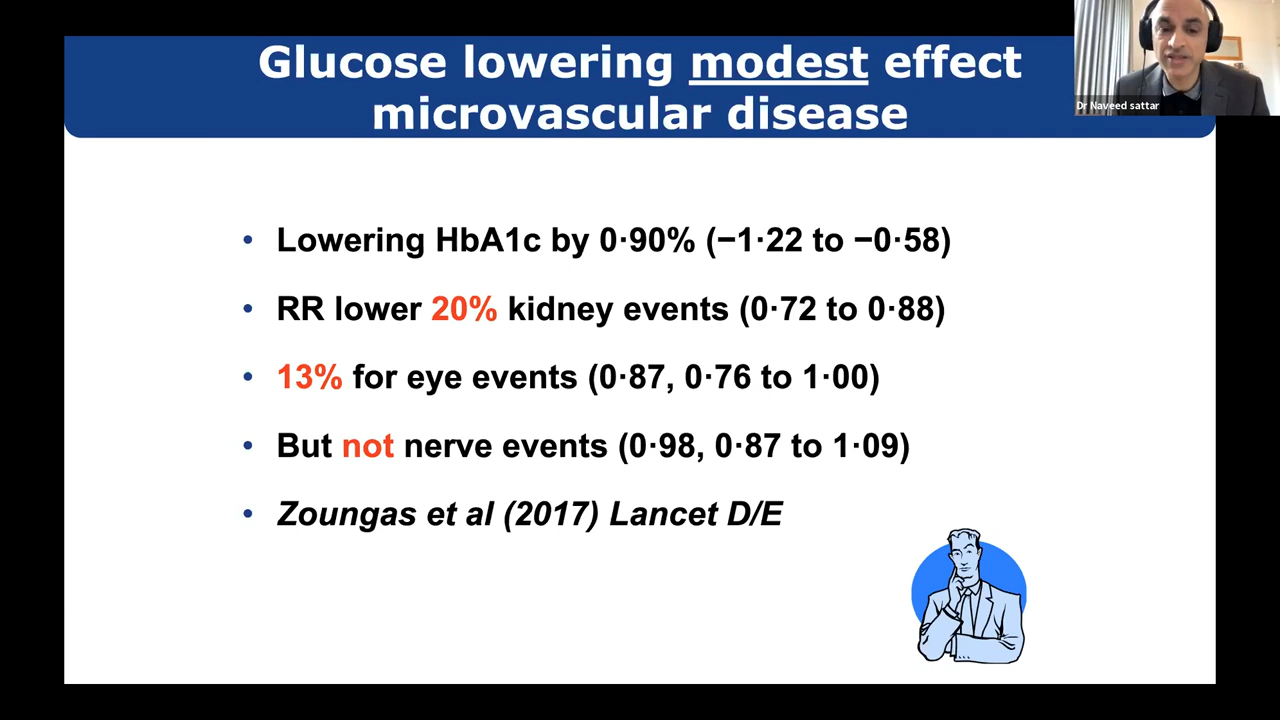 Glucose lowering modest effect
microvascular disease
Dr Naveed sattar
• Lowering HbA1c by 0·90% (−1·22 to −0·58)
• RR lower 20% kidney events (0·72 to 0·88)
• 13% for eye events (0·87, 0·76 to 1·00)
• But not nerve events (0·98, 0·87 to 1·09)
• Zoungas et al (2017) Lancet D/E